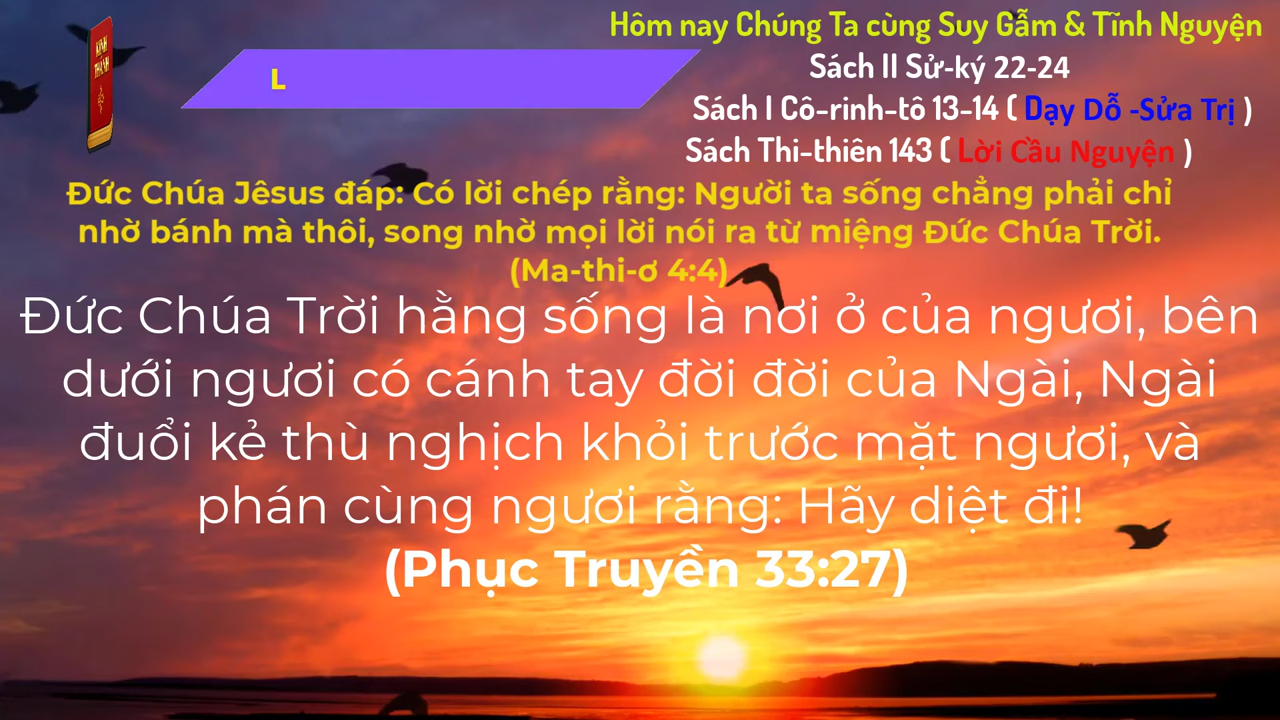 KINH
THÁNH
L
Hôm nay Chúng Ta cùng Suy Gẫm & Tĩnh Nguyện
Sách II Sử-ký 22-24
Sách I Cô-rinh-tô 13-14 ( Dạy Dỗ -Sửa Trị )
Sách Thi-thiên 143 ( Lời Cầu Nguyện )
Đức Chúa Jêsus đáp: Có lời chép rằng: Người ta sống chẳng phải chỉ
nhờ bánh mà thôi, song nhờ mọi lời nói ra từ miệng Đức Chúa Trời.
(Ma-thi-ơ 4:4)
Đức Chúa Trời hằng sống là nơi ở của ngươi, bên
dưới ngươi có cánh tay đời đời của Ngài, Ngài
đuổi kẻ thù nghịch khỏi trước mặt ngươi, và
phán cùng ngươi rằng: Hãy diệt đi!
(Phục Truyền 33:27)